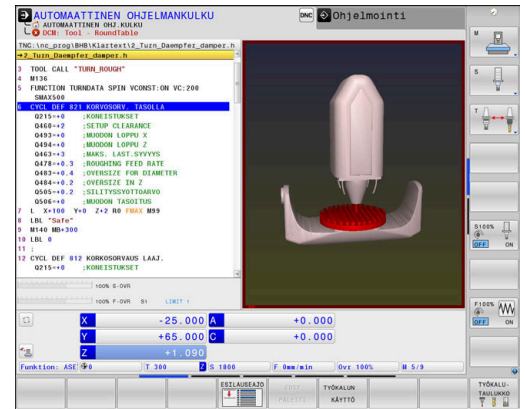 AUTOMAATTINEN OHJELMANKULKU
DNC
Ohjelmointi
AUTOMAATTINEN OHJ.KULKU
DCM: Tool - RoundTable
TNC:\nc_prog\BHB\Klartext\2_Turn_Daempfer_damper.h
→2_Turn_Daempfer_damper.h
3 TOOL CALL "TURN_ROUGH"
4 M136
5 FUNCTION TURNDATA SPIN VCONST:ON VC:200
SMAX500
6 CYCL DEF 821 KORVOSORV. TASOLLA
Q215=+0 ;KONEISTUKSET
Q460=+2 ;SETUP CLEARANCE
Q493=+0 ;MUODON LOPPU X
Q494=+0 ;MUODON LOPPU Z
Q463=+3 ;MAKS. LAST.SYVYYS
Q478=+0.3 ;ROUGHING FEED RATE
Q483=+0.4 ;OVERSIZE FOR DIAMETER
Q484=+0.2 ;OVERSIZE IN Z
Q505=+0.2 ;SILITYSSYOTTOARVO
Q506=+0 ;MUODON TASOITUS
7 L X+100 Y+0 Z+2 R0 FMAX M99
8 LBL "Safe"
9 M140 MB+300
10 LBL 0
11 ;
12 CYCL DEF 812 KORKOSORVAUS LAAJ.
Q215=+0 ;KONEISTUKSET
100% S-OVR
100% F-OVR S1 LIMIT 1
X -25.000 A +0.000
Y +65.000 C +0.000
Z +1.090
Funktion: ASE 0 T 300 Z S 1800 F 0mm/min Ovr 100% M 5/9
ESILAUSEAJO
TYÖKALUN
KÄYTTÖ
TYÖKALU-
TAULUKKO
M
S
T
S100%
OFF ON
F100%
OFF ON